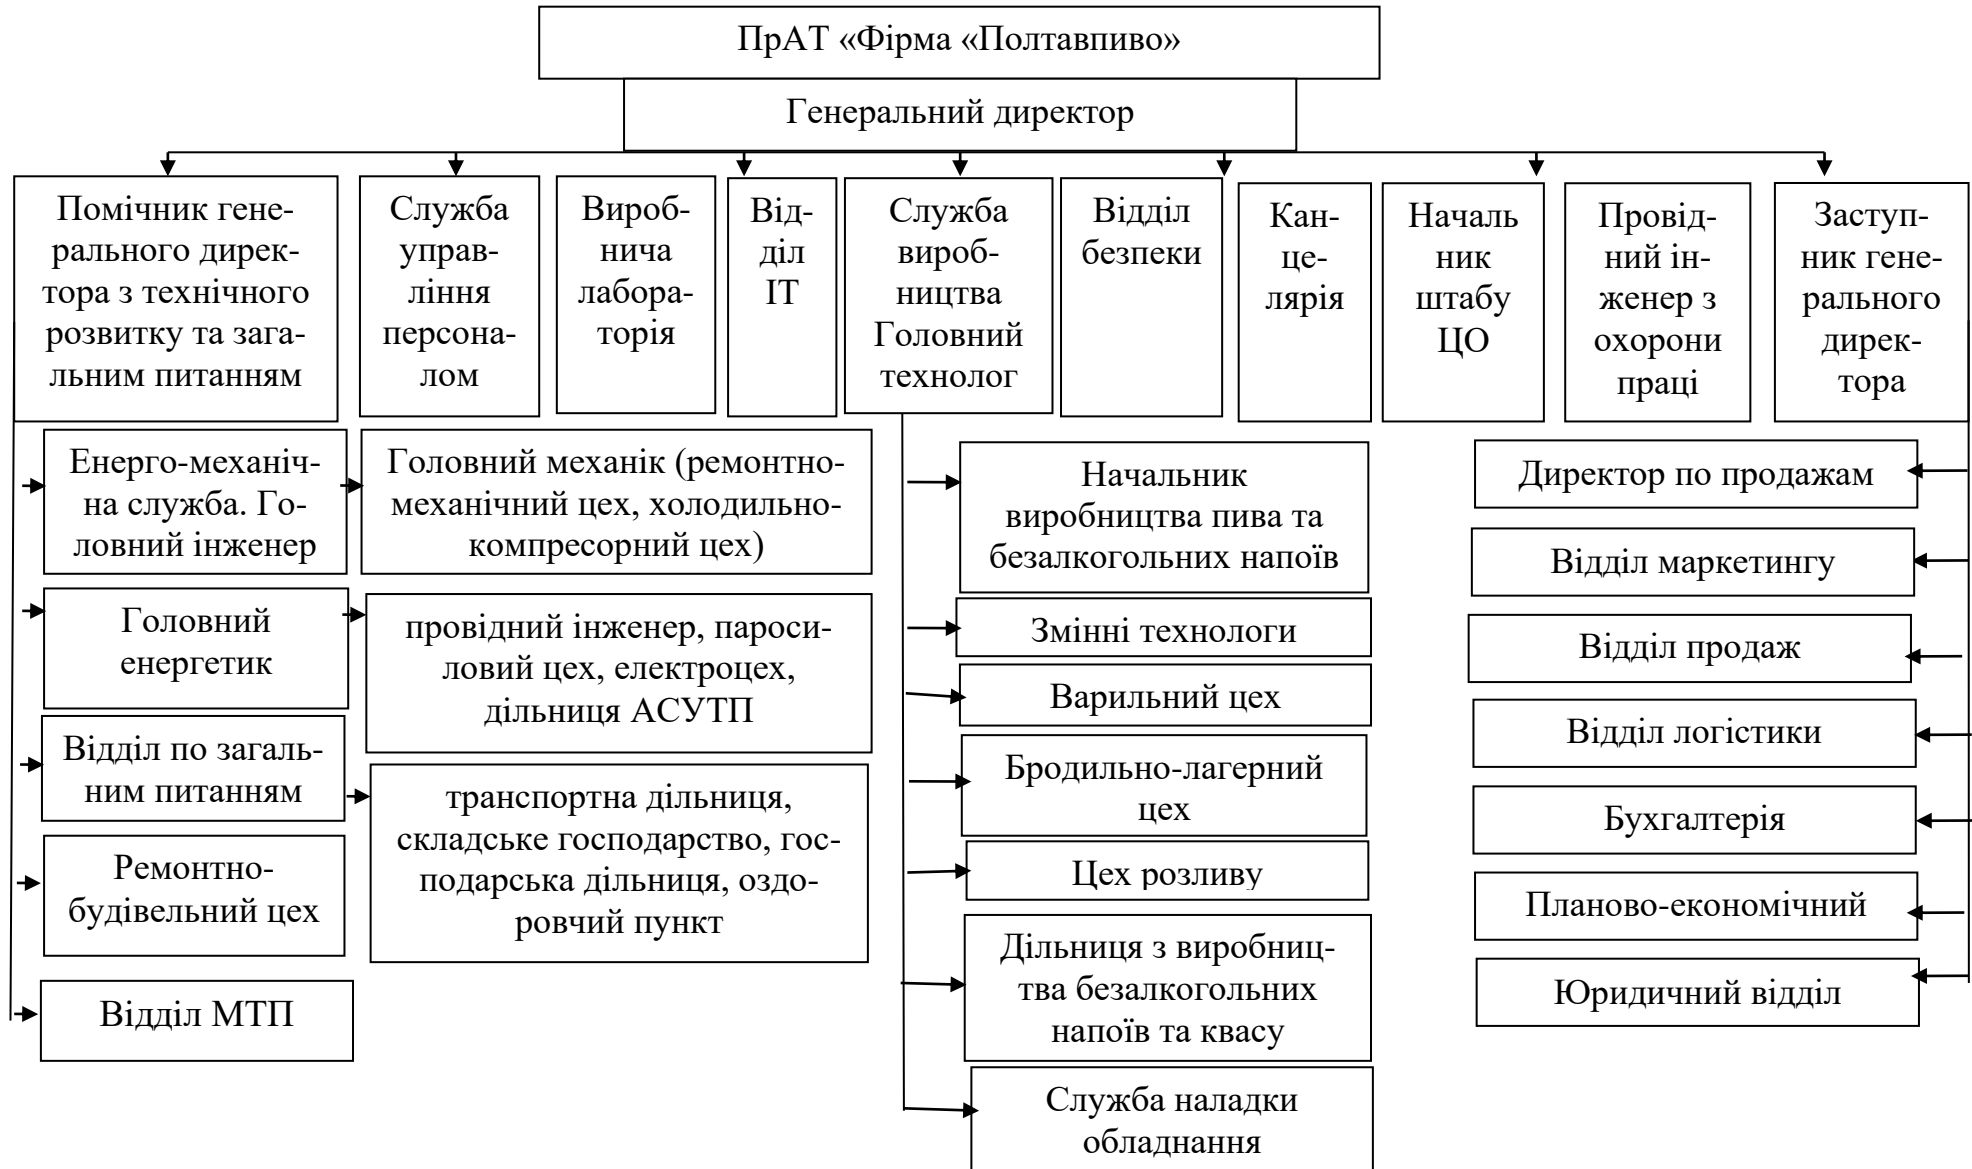 ПрАТ «Фірма «Полтавпиво»
Генеральний директор
Помічник гене-
рального дирек-
тора з технічного
розвитку та зага-
льним питанням
Служба
управ-
ління
персона-
лом
Вироб-
нича
лабора-
торія
Від-
діл
ІТ
Служба
вироб-
ництва
Головний
технолог
Відділ
безпеки
Кан-
це-
лярія
Началь
ник
штабу
ЦО
Провід-
ний ін-
женер з
охорони
праці
Заступ-
ник гене-
рального
дирек-
тора
Енерго-механіч-
на служба. Го-
ловний інженер
Головний механік (ремонтно-
механічний цех, холодильно-
компресорний цех)
Головний
енергетик
провідний інженер, пароси-
ловий цех, електроцех,
дільниця АСУТП
Відділ по загаль-
ним питанням
транспортна дільниця,
складське господарство, гос-
подарська дільниця, оздо-
ровчий пункт
Ремонтно-
будівельний цех
Відділ МТП
Начальник
виробництва пива та
безалкогольних напоїв
Змінні технологи
Варильний цех
Бродильно-лагерний
цех
Цех розливу
Дільниця з виробниц-
тва безалкогольних
напоїв та квасу
Служба наладки
обладнання
Директор по продажам
Відділ маркетингу
Відділ продаж
Відділ логістики
Бухгалтерія
Планово-економічний
Юридичний відділ